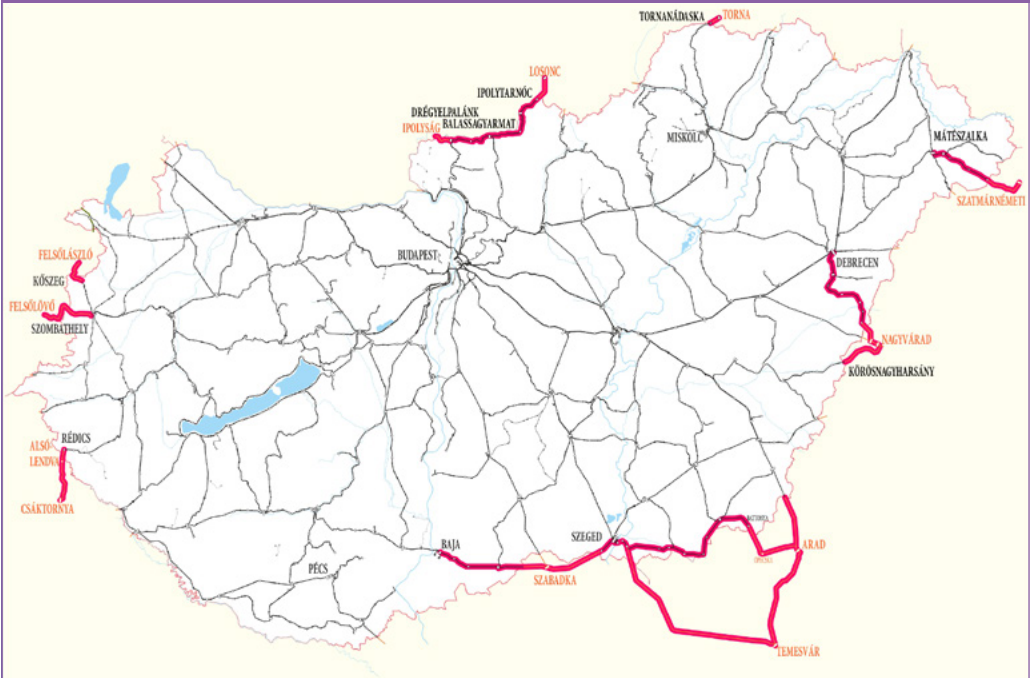 TORNANÁDASKA
TORNA
LOSONC
IPOLYTARNÓC
DRÉGYELPALÁNK
IPOLYSÁG
BALASSAGYARMAT
MISKOLC
MÁTÉSZALKA
SZATMÁRNÉMETI
FELSŐLÁSZLÓ
KŐSZEG
BUDAPEST
DEBRECEN
FELSŐLÖVŐ
SZOMBATHELY
NAGYVÁRAD
KÖRÖSNAGYHARSÁNY
RÉDICS
ALSÓ
LENDVA
CSÁKTORNYA
BAJA
SZEGED
ARAD
PÉCS
SZABADKA
TEMESVÁR